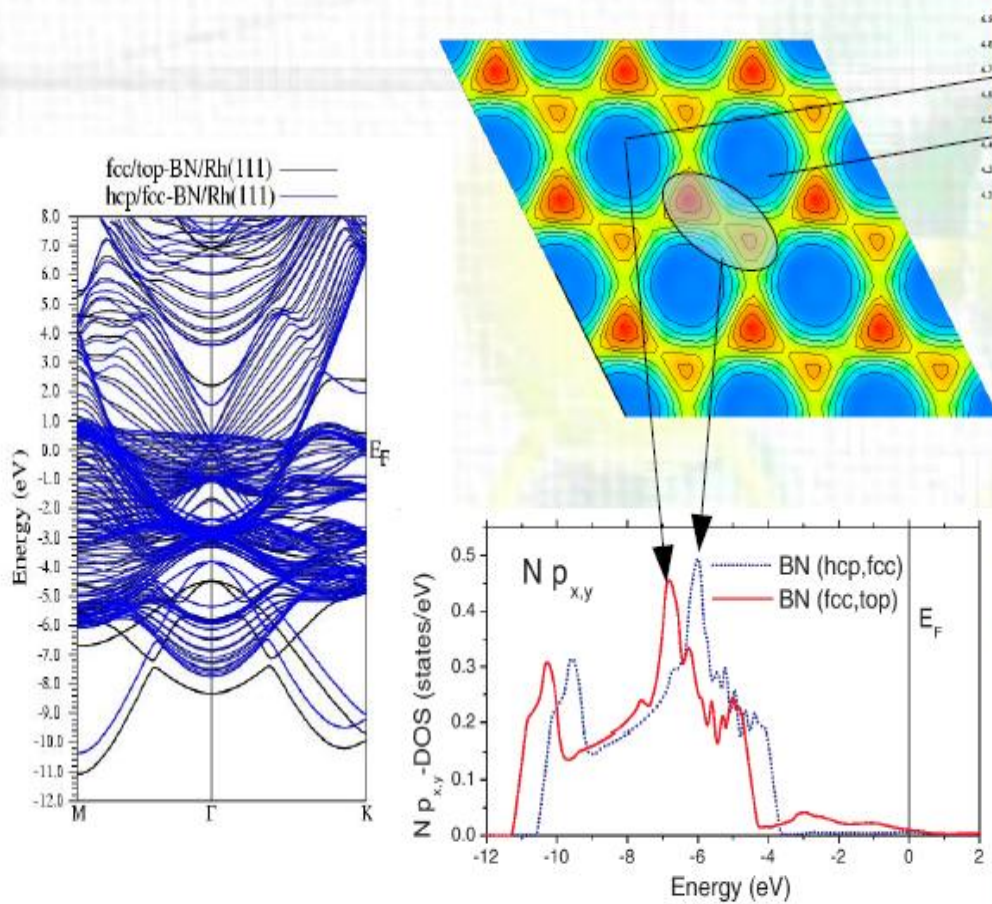 fcc/top-BN/Rh(111)
hcp/fcc-BN/Rh(111)
8.0
7.0
6.0
5.0
4.0
3.0
2.0
1.0
0.0
-1.0
-2.0
-3.0
-4.0
-5.0
-6.0
-7.0
-8.0
-9.0
-10.0
-11.0
-12.0
Energy (eV)
E_F
M Γ K
N p_x,y
BN (hcp,fcc)
BN (fcc,top)
E_F
N p_x,y -DOS (states/eV)
0.5
0.4
0.3
0.2
0.1
0.0
-12 -10 -8 -6 -4 -2 0 2
Energy (eV)